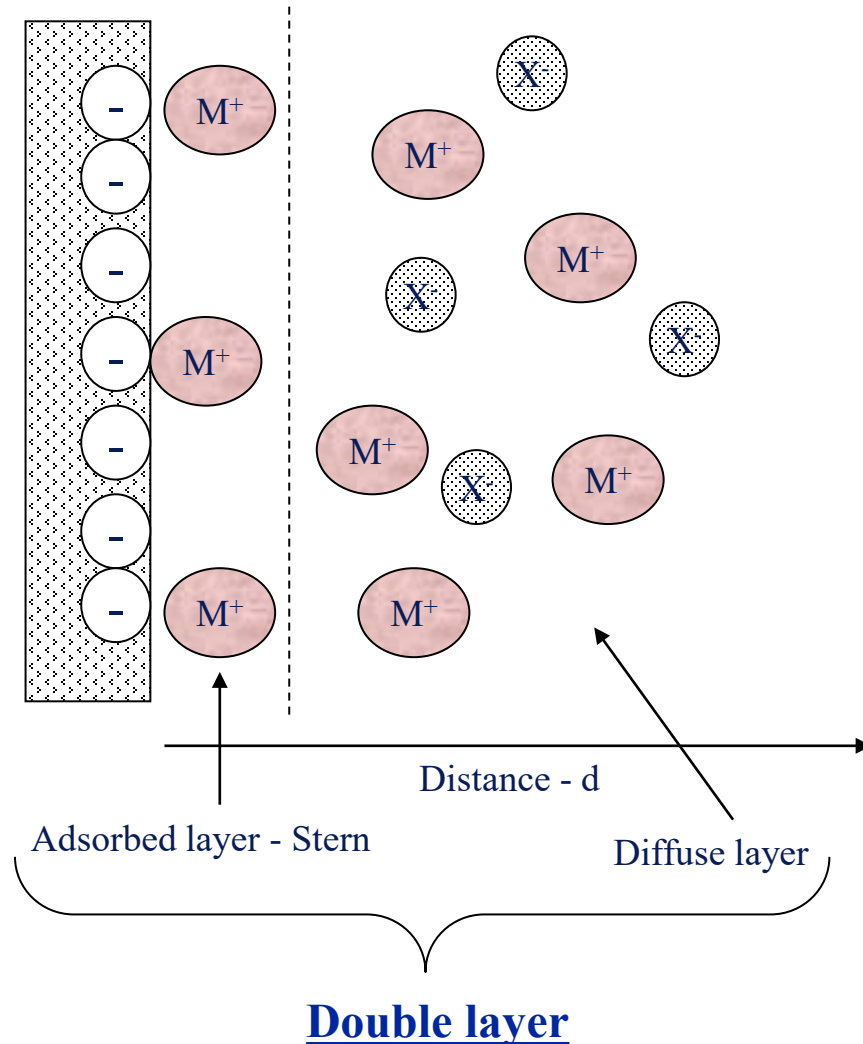 X⁻
-
M⁺
M⁺
-
M⁺
-
X⁻
X⁻
-
M⁺
-
M⁺
M⁺
X⁻
-
-
M⁺
M⁺
Distance - d
Adsorbed layer - Stern
Diffuse layer
Double layer